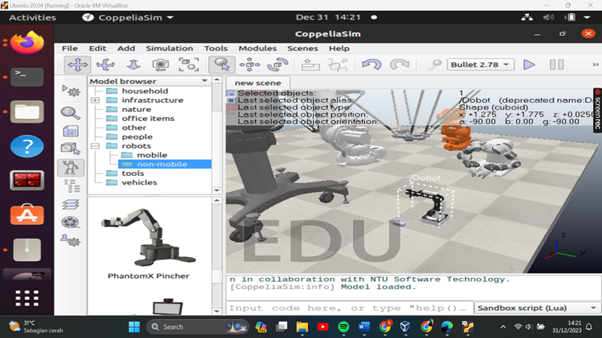 Ubuntu 20.04 [Running] - Oracle VM VirtualBox
Activities
CoppeliaSim
Dec 31 14:21
CoppeliaSim
File Edit Add Simulation Tools Modules Scenes Help
Bullet 2.78
Model browser
household
infrastructure
nature
office items
other
people
robots
mobile
non-mobile
tools
vehicles
PhantomX Pincher
new scene
Selected objects: 1
Last selected object alias: /Dobot (deprecated name:D
Last selected object type: Shape (cuboid)
Last selected object position: x: +1.275 y: +1.775 z: +0.025
Last selected object orientation: a: -90.00 b: 0.00 g: -90.00
Dobot
EDU
screenrec
n in collaboration with NTU Software Technology.
[CoppeliaSim:info] Model loaded.
Input code here, or type "help()...
Sandbox script (Lua)
31°C
Sebagian cerah
Search
14:21
31/12/2023